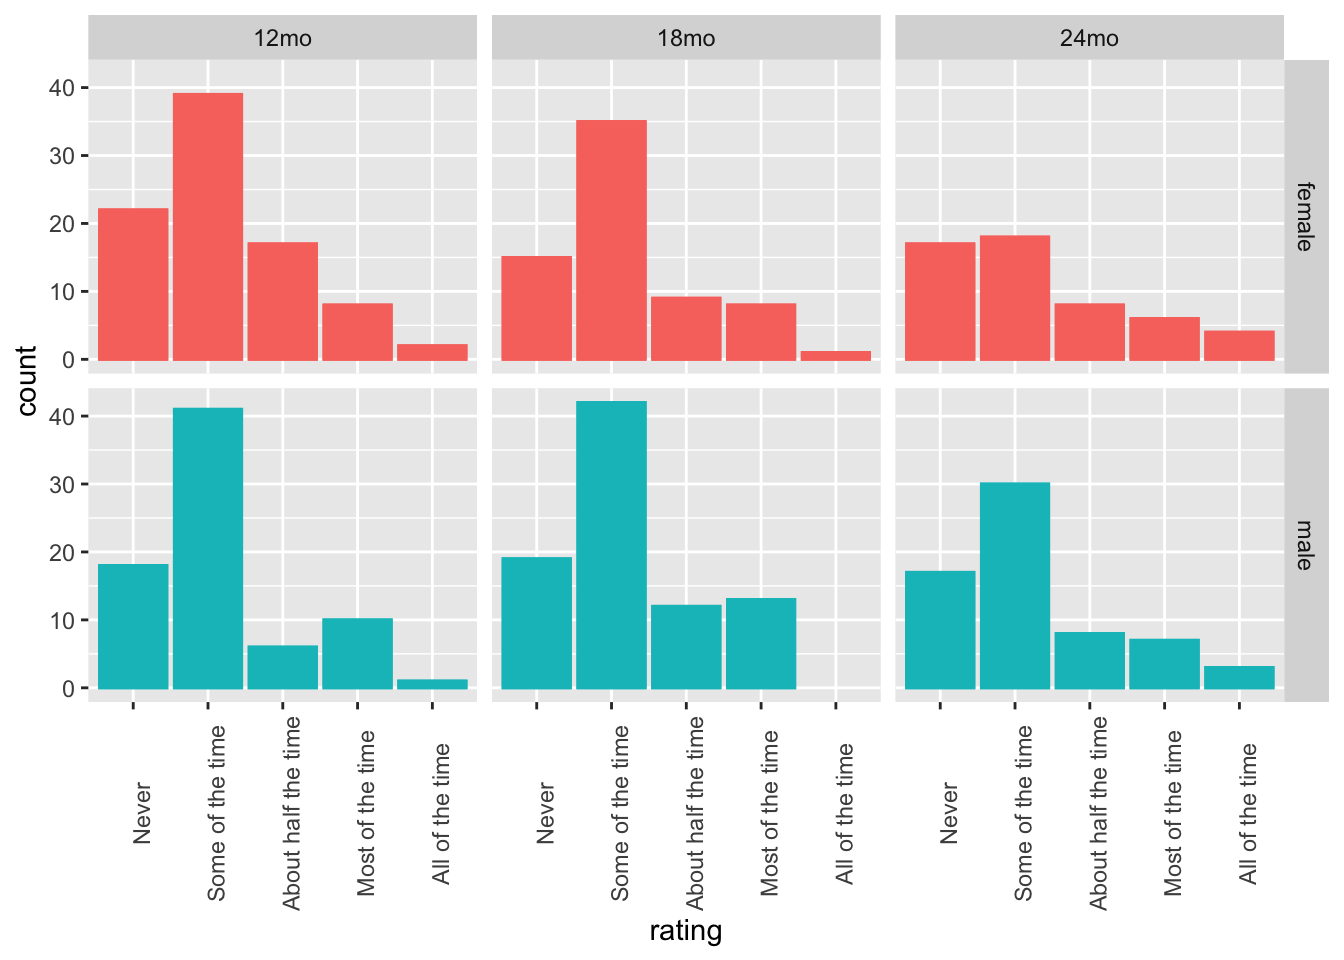 12mo
18mo
24mo
40
30
20
10
0
female
count
40
30
20
10
0
male
Never
Some of the time
About half the time
Most of the time
All of the time
Never
Some of the time
About half the time
Most of the time
All of the time
Never
Some of the time
About half the time
Most of the time
All of the time
rating